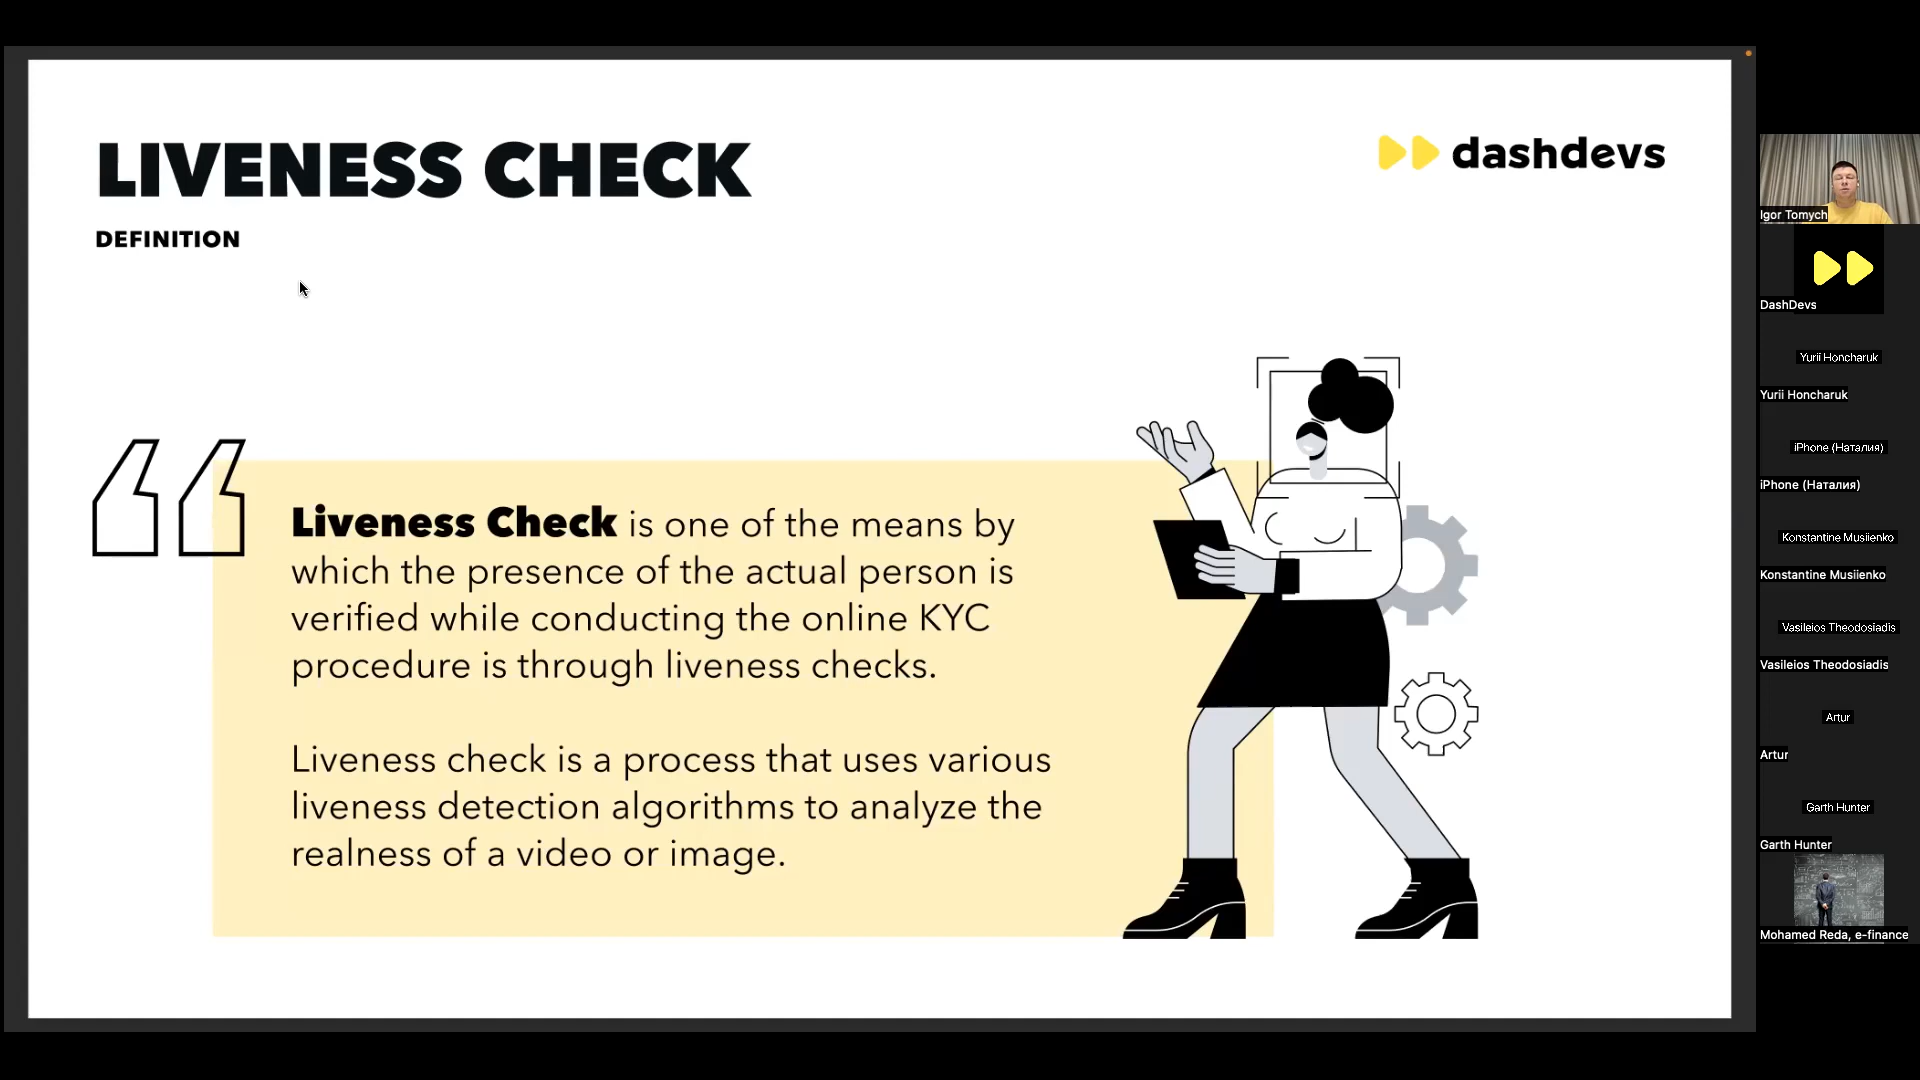 LIVENESS CHECK
dashdevs
DEFINITION
Liveness Check is one of the means by
which the presence of the actual person is
verified while conducting the online KYC
procedure is through liveness checks.
Liveness check is a process that uses various
liveness detection algorithms to analyze the
realness of a video or image.
Igor Tomych
DashDevs
Yurii Honcharuk
Yurii Honcharuk
iPhone (Наталия)
iPhone (Наталия)
Konstantine Musiienko
Konstantine Musiienko
Vasileios Theodosiadis
Vasileios Theodosiadis
Artur
Artur
Garth Hunter
Garth Hunter
Mohamed Reda, e-finance